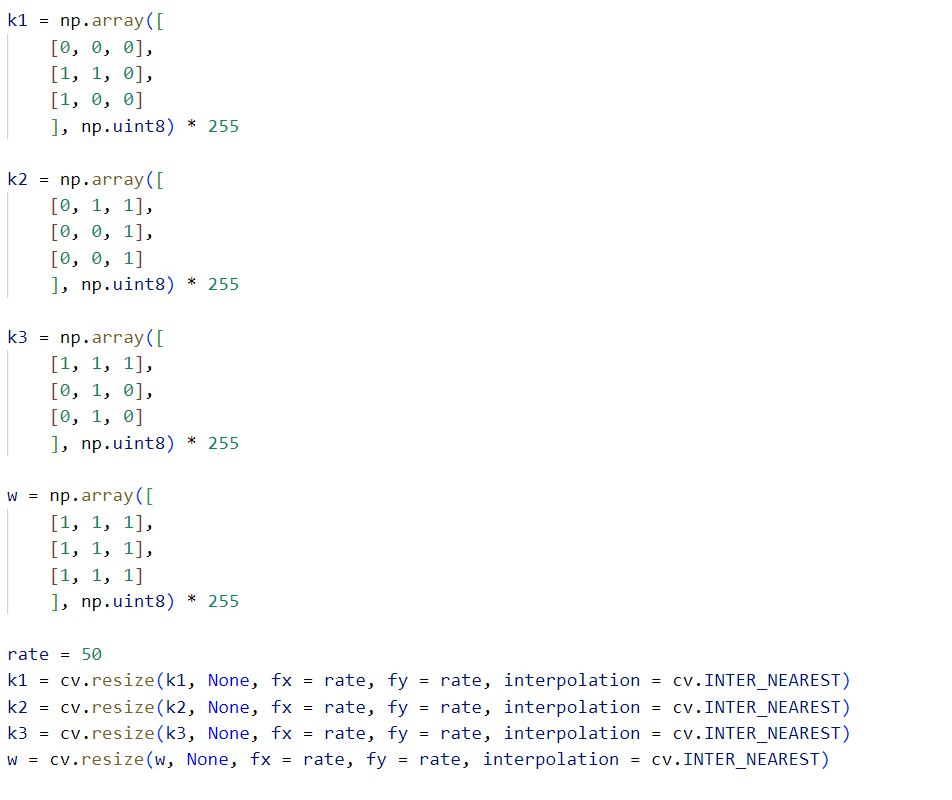 k1 = np.array([
    [0, 0, 0],
    [1, 1, 0],
    [1, 0, 0]
    ], np.uint8) * 255

k2 = np.array([
    [0, 1, 1],
    [0, 0, 1],
    [0, 0, 1]
    ], np.uint8) * 255

k3 = np.array([
    [1, 1, 1],
    [0, 1, 0],
    [0, 1, 0]
    ], np.uint8) * 255

w = np.array([
    [1, 1, 1],
    [1, 1, 1],
    [1, 1, 1]
    ], np.uint8) * 255

rate = 50
k1 = cv.resize(k1, None, fx = rate, fy = rate, interpolation = cv.INTER_NEAREST)
k2 = cv.resize(k2, None, fx = rate, fy = rate, interpolation = cv.INTER_NEAREST)
k3 = cv.resize(k3, None, fx = rate, fy = rate, interpolation = cv.INTER_NEAREST)
w = cv.resize(w, None, fx = rate, fy = rate, interpolation = cv.INTER_NEAREST)